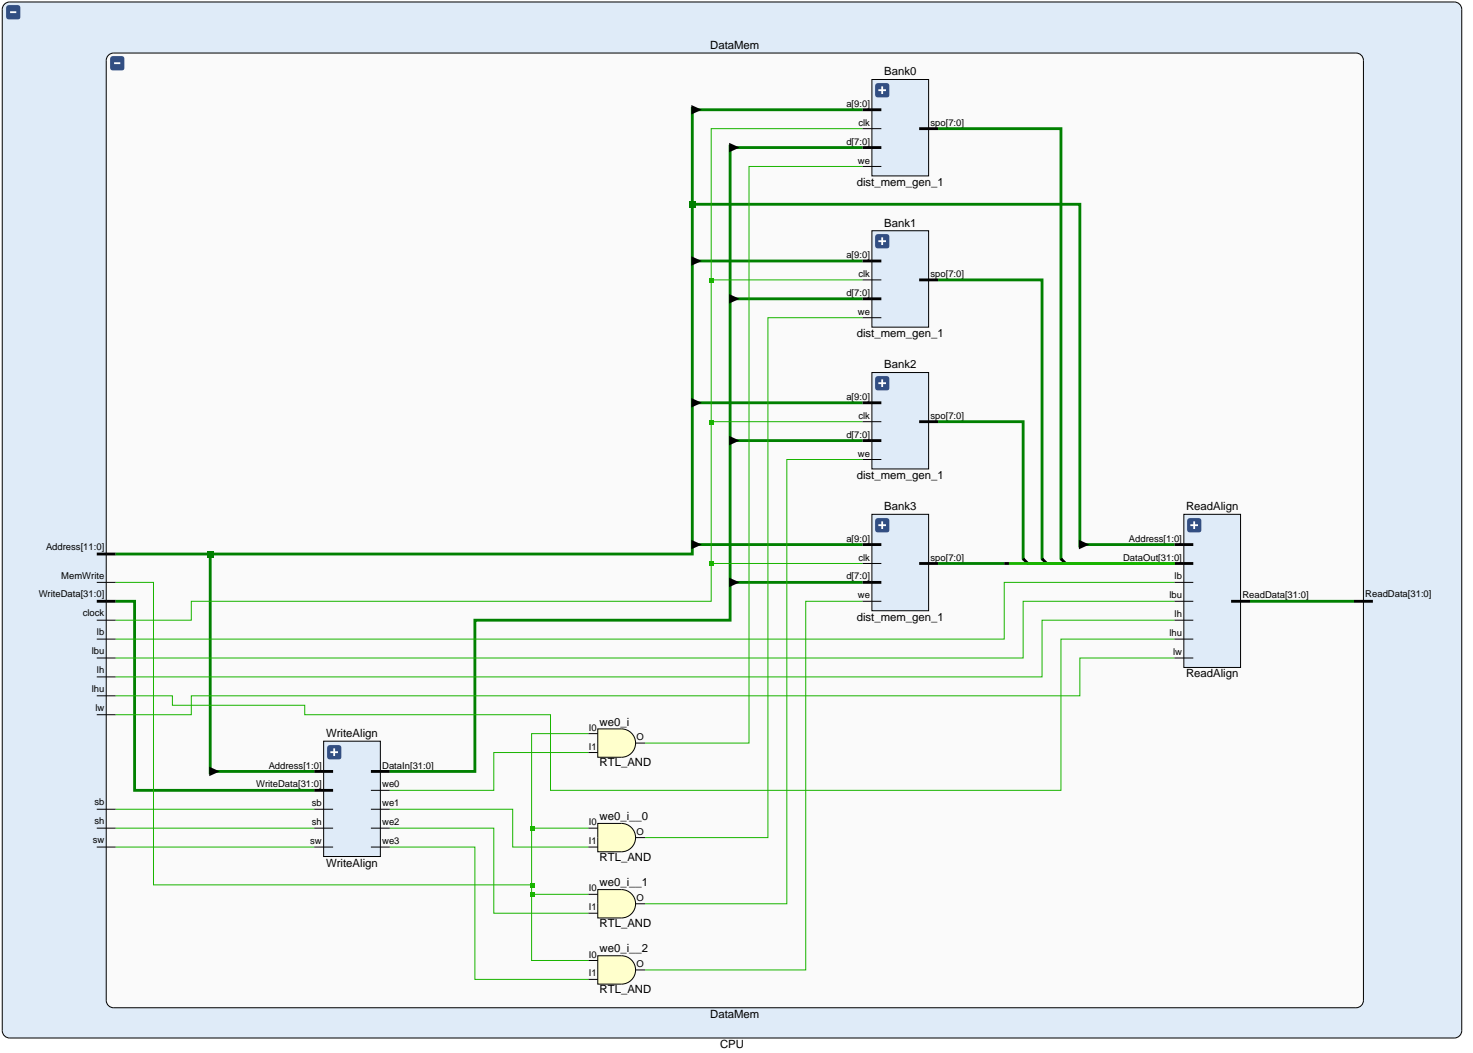 DataMem
Bank0
a[9:0]
clk
d[7:0]
we
spo[7:0]
dist_mem_gen_1
Bank1
a[9:0]
clk
d[7:0]
we
spo[7:0]
dist_mem_gen_1
Bank2
a[9:0]
clk
d[7:0]
we
spo[7:0]
dist_mem_gen_1
Bank3
a[9:0]
clk
d[7:0]
we
spo[7:0]
dist_mem_gen_1
ReadAlign
Address[1:0]
DataOut[31:0]
lb
lbu
lh
lhu
lw
ReadData[31:0]
ReadAlign
ReadData[31:0]
Address[11:0]
MemWrite
WriteData[31:0]
clock
lb
lbu
lh
lhu
lw
sb
sh
sw
WriteAlign
Address[1:0]
WriteData[31:0]
sb
sh
sw
DataIn[31:0]
we0
we1
we2
we3
WriteAlign
we0_i
I0
I1
O
RTL_AND
we0_i__0
I0
I1
O
RTL_AND
we0_i__1
I0
I1
O
RTL_AND
we0_i__2
I0
I1
O
RTL_AND
DataMem
CPU